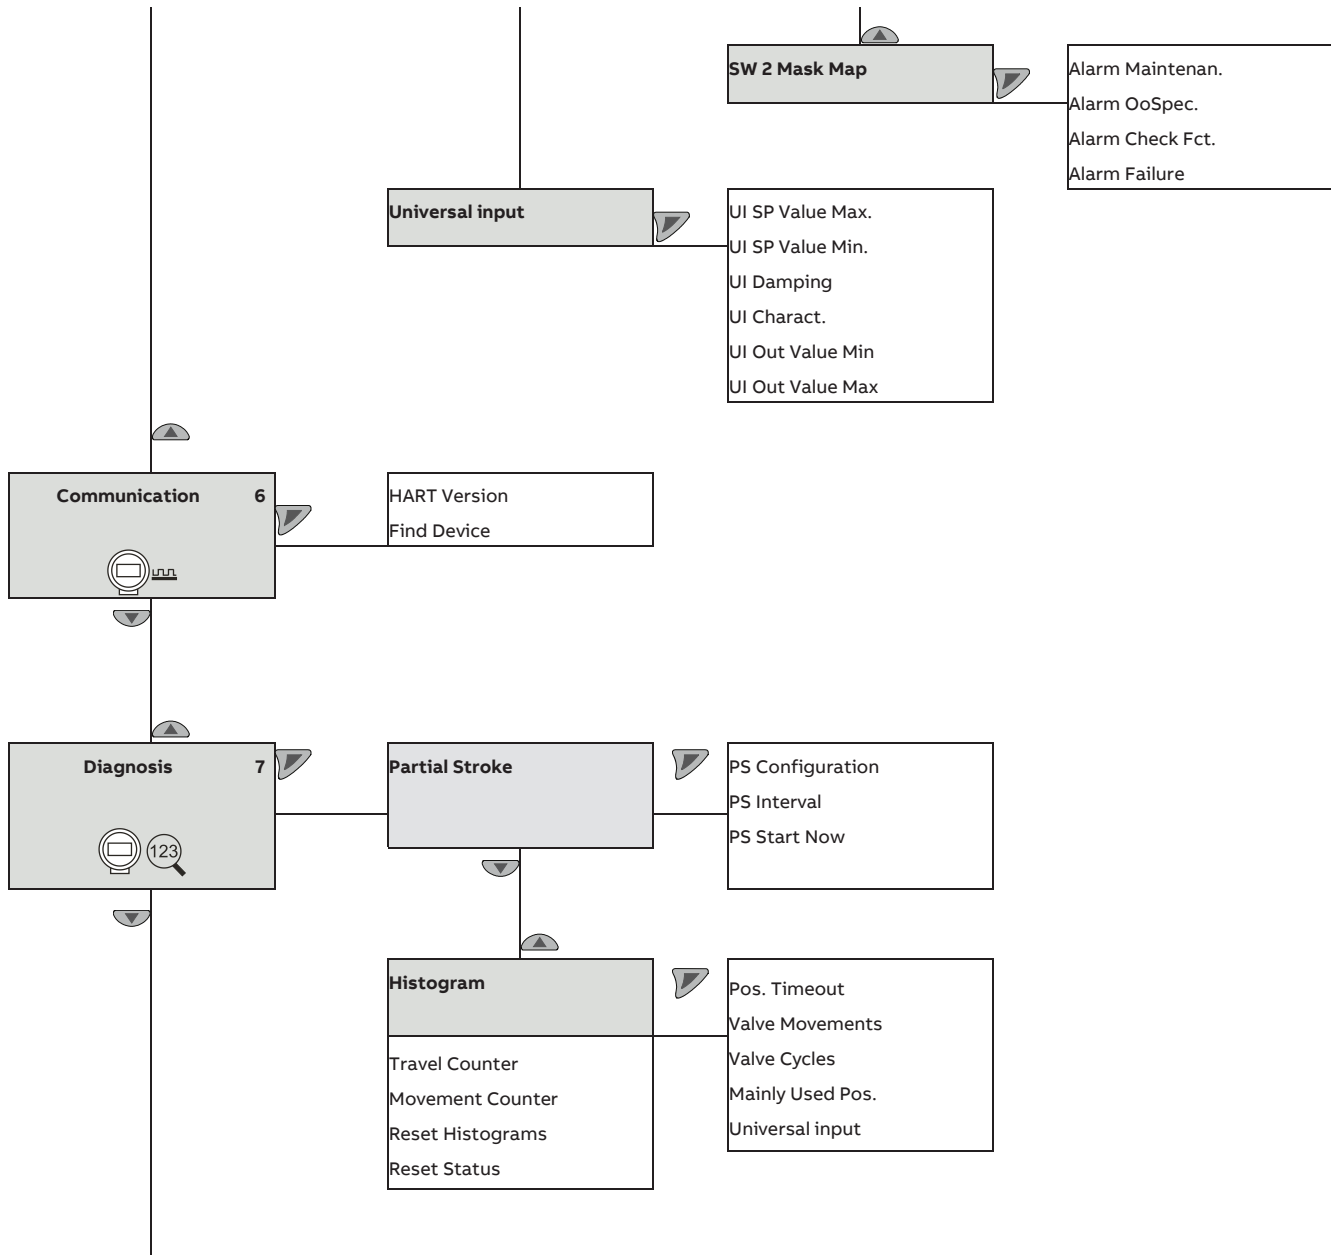 SW 2 Mask Map
Alarm Maintenan.
Alarm OoSpec.
Alarm Check Fct.
Alarm Failure
Universal input
UI SP Value Max.
UI SP Value Min.
UI Damping
UI Charact.
UI Out Value Min
UI Out Value Max
Communication 6
HART Version
Find Device
Diagnosis 7
123
Partial Stroke
PS Configuration
PS Interval
PS Start Now
Histogram
Travel Counter
Movement Counter
Reset Histograms
Reset Status
Pos. Timeout
Valve Movements
Valve Cycles
Mainly Used Pos.
Universal input